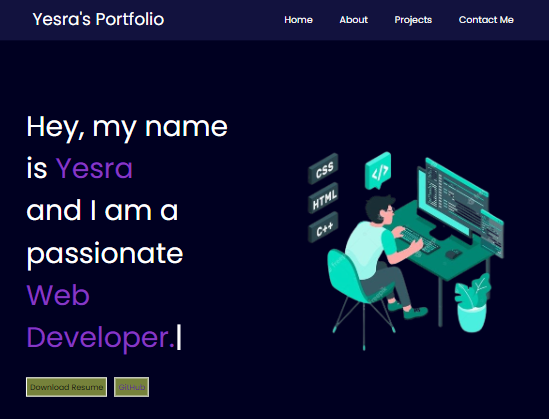 Yesra's Portfolio
Home About Projects Contact Me
Hey, my name
is Yesra
and I am a
passionate
Web
Developer.|
CSS
</>
HTML
C++
Download Resume GitHub